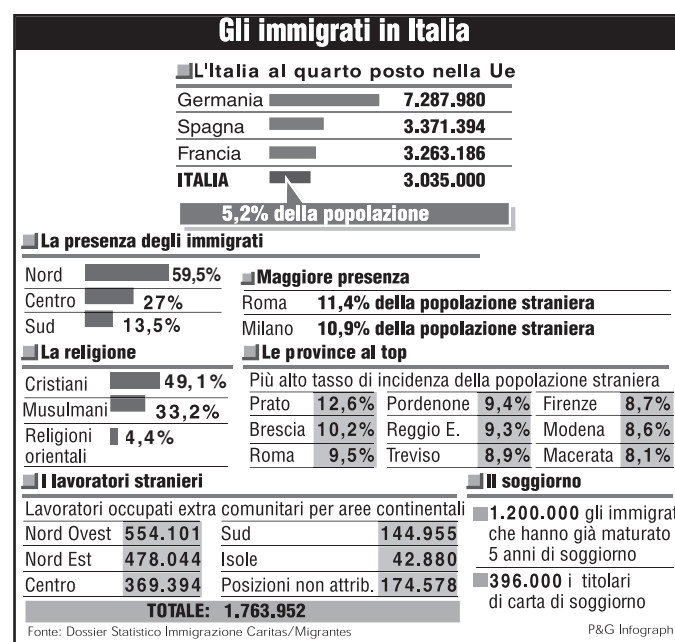 Gli immigrati in Italia
L'Italia al quarto posto nella Ue
Germania 7.287.980
Spagna 3.371.394
Francia 3.263.186
ITALIA 3.035.000
5,2% della popolazione
La presenza degli immigrati
Nord 59,5%
Centro 27%
Sud 13,5%
Maggiore presenza
Roma 11,4% della popolazione straniera
Milano 10,9% della popolazione straniera
La religione
Cristiani 49,1%
Musulmani 33,2%
Religioni
orientali 4,4%
Le province al top
Più alto tasso di incidenza della popolazione straniera
Prato 12,6% Pordenone 9,4% Firenze 8,7%
Brescia 10,2% Reggio E. 9,3% Modena 8,6%
Roma 9,5% Treviso 8,9% Macerata 8,1%
I lavoratori stranieri
Lavoratori occupati extra comunitari per aree continentali
Nord Ovest 554.101 Sud 144.955
Nord Est 478.044 Isole 42.880
Centro 369.394 Posizioni non attrib. 174.578
TOTALE: 1.763.952
Il soggiorno
1.200.000 gli immigrat
che hanno già maturato
5 anni di soggiorno
396.000 i titolari
di carta di soggiorno
Fonte: Dossier Statistico Immigrazione Caritas/Migrantes
P&G Infograph